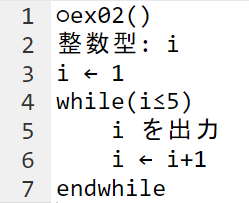 1 ○ex02()
2 整数型: i
3 i ← 1
4 while(i≤5)
5     i を出力
6     i ← i+1
7 endwhile